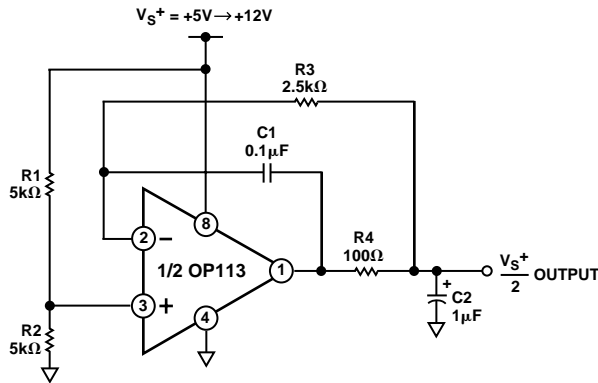 VS+ = +5V→+12V
R3
2.5kΩ
C1
0.1μF
R1
5kΩ
8
2 −
R4
100Ω
1/2 OP113
1
VS+
2
OUTPUT
3 +
+
C2
1μF
R2
5kΩ
4